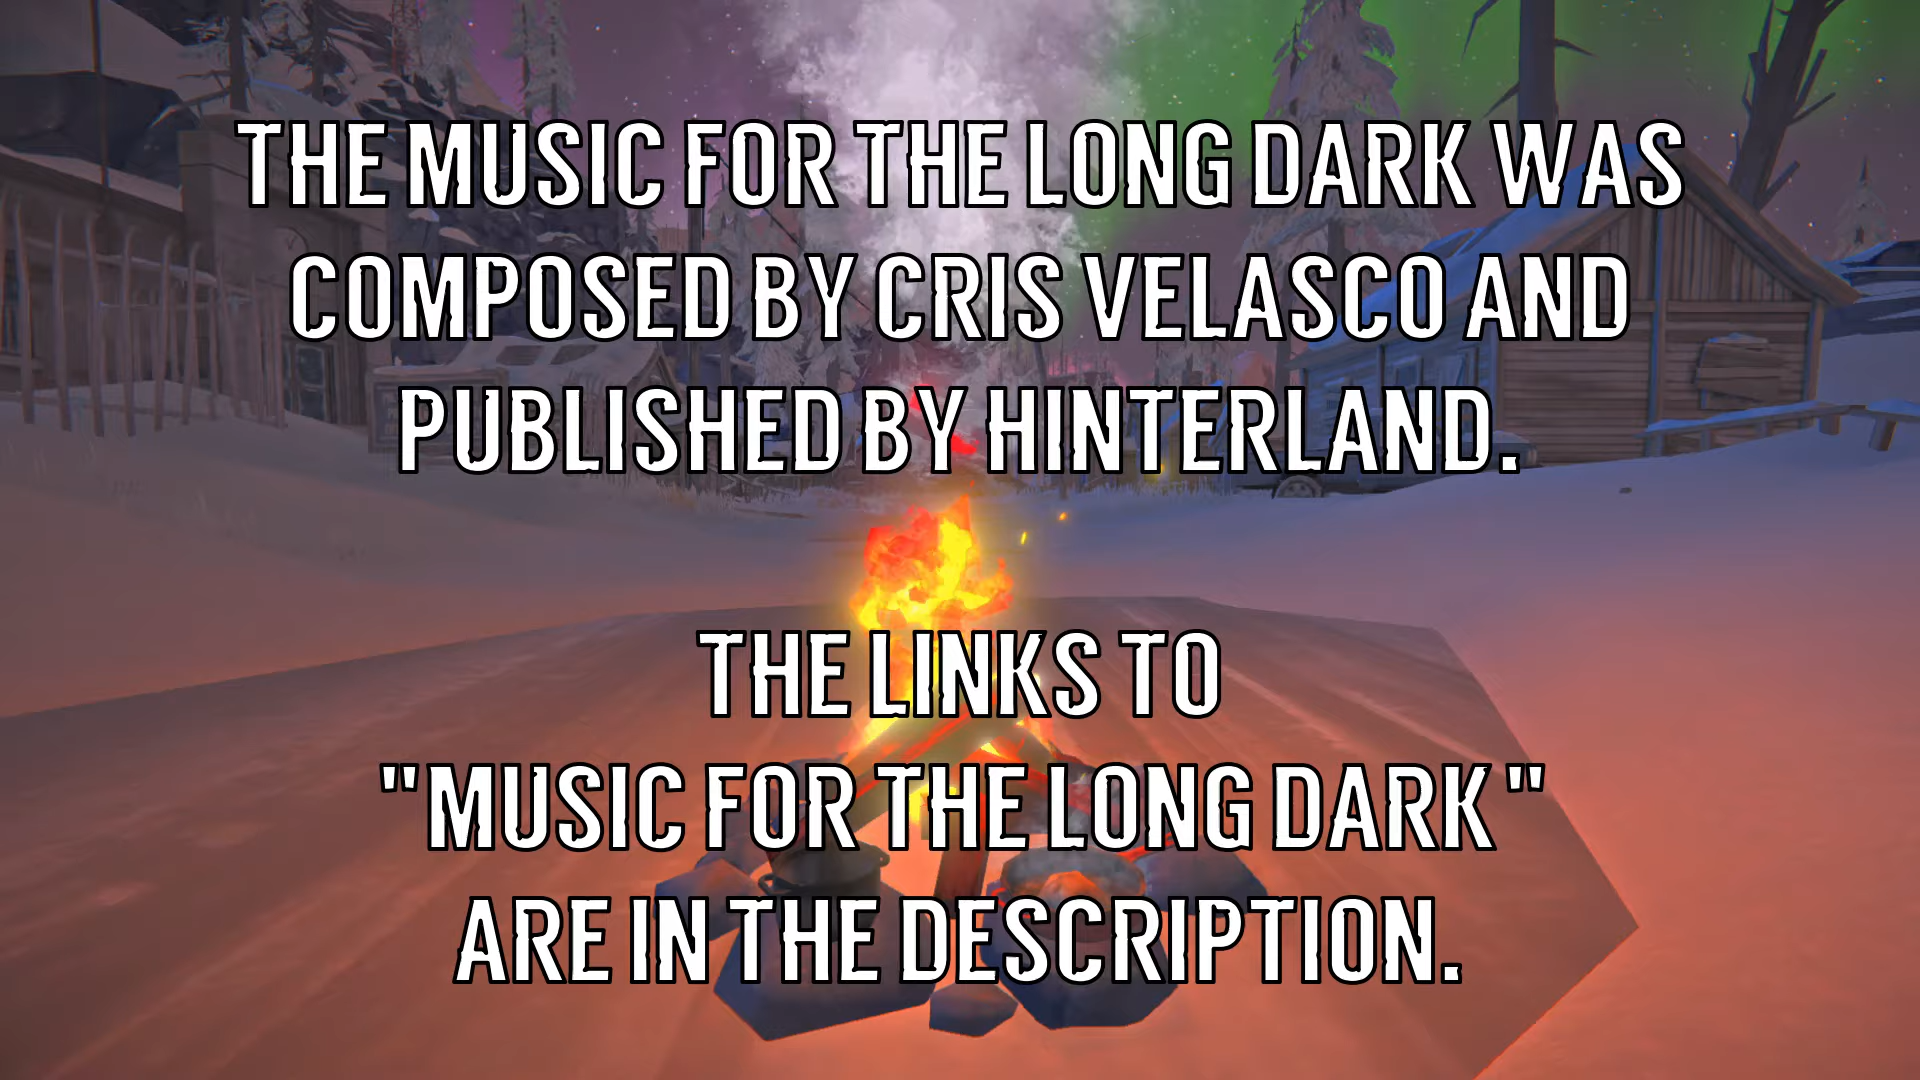 THE MUSIC FOR THE LONG DARK WAS
COMPOSED BY CRIS VELASCO AND
PUBLISHED BY HINTERLAND.
THE LINKS TO
"MUSIC FOR THE LONG DARK"
ARE IN THE DESCRIPTION.